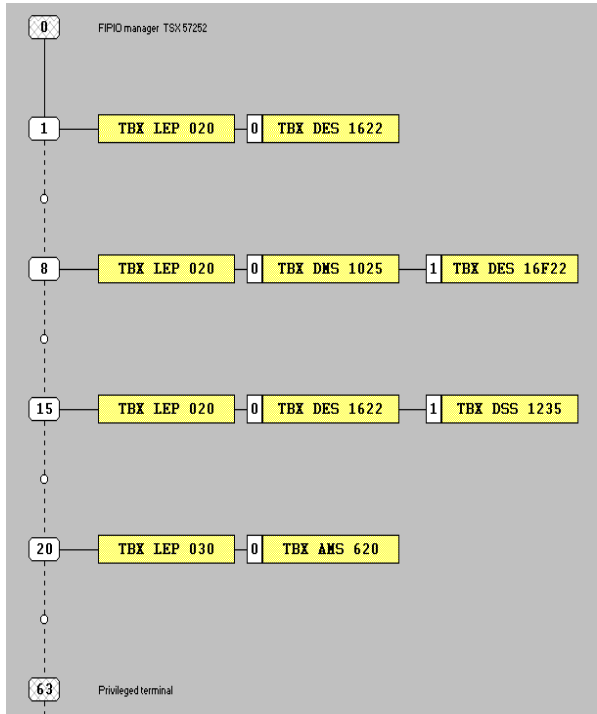 0 FIPIO manager TSX 57252
1 TBX LEP 020 0 TBX DES 1622
8 TBX LEP 020 0 TBX DMS 1025 1 TBX DES 16F22
15 TBX LEP 020 0 TBX DES 1622 1 TBX DSS 1235
20 TBX LEP 030 0 TBX AMS 620
63 Privileged terminal